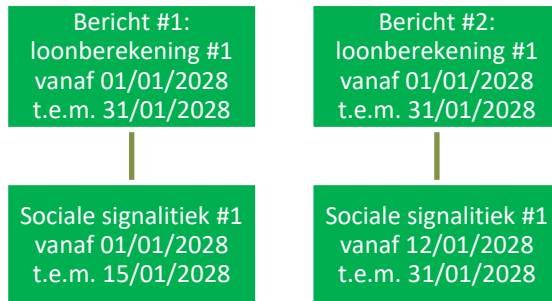 Bericht #1:
loonberekening #1
vanaf 01/01/2028
t.e.m. 31/01/2028
Bericht #2:
loonberekening #1
vanaf 01/01/2028
t.e.m. 31/01/2028
Sociale signalitiek #1
vanaf 01/01/2028
t.e.m. 15/01/2028
Sociale signalitiek #1
vanaf 12/01/2028
t.e.m. 31/01/2028